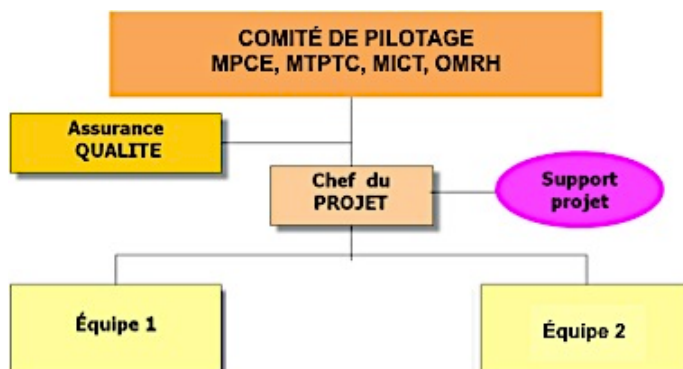 COMITÉ DE PILOTAGE
MPCE, MTPTC, MICT, OMRH
Assurance
QUALITE
Chef du
PROJET
Support
projet
Équipe 1
Équipe 2